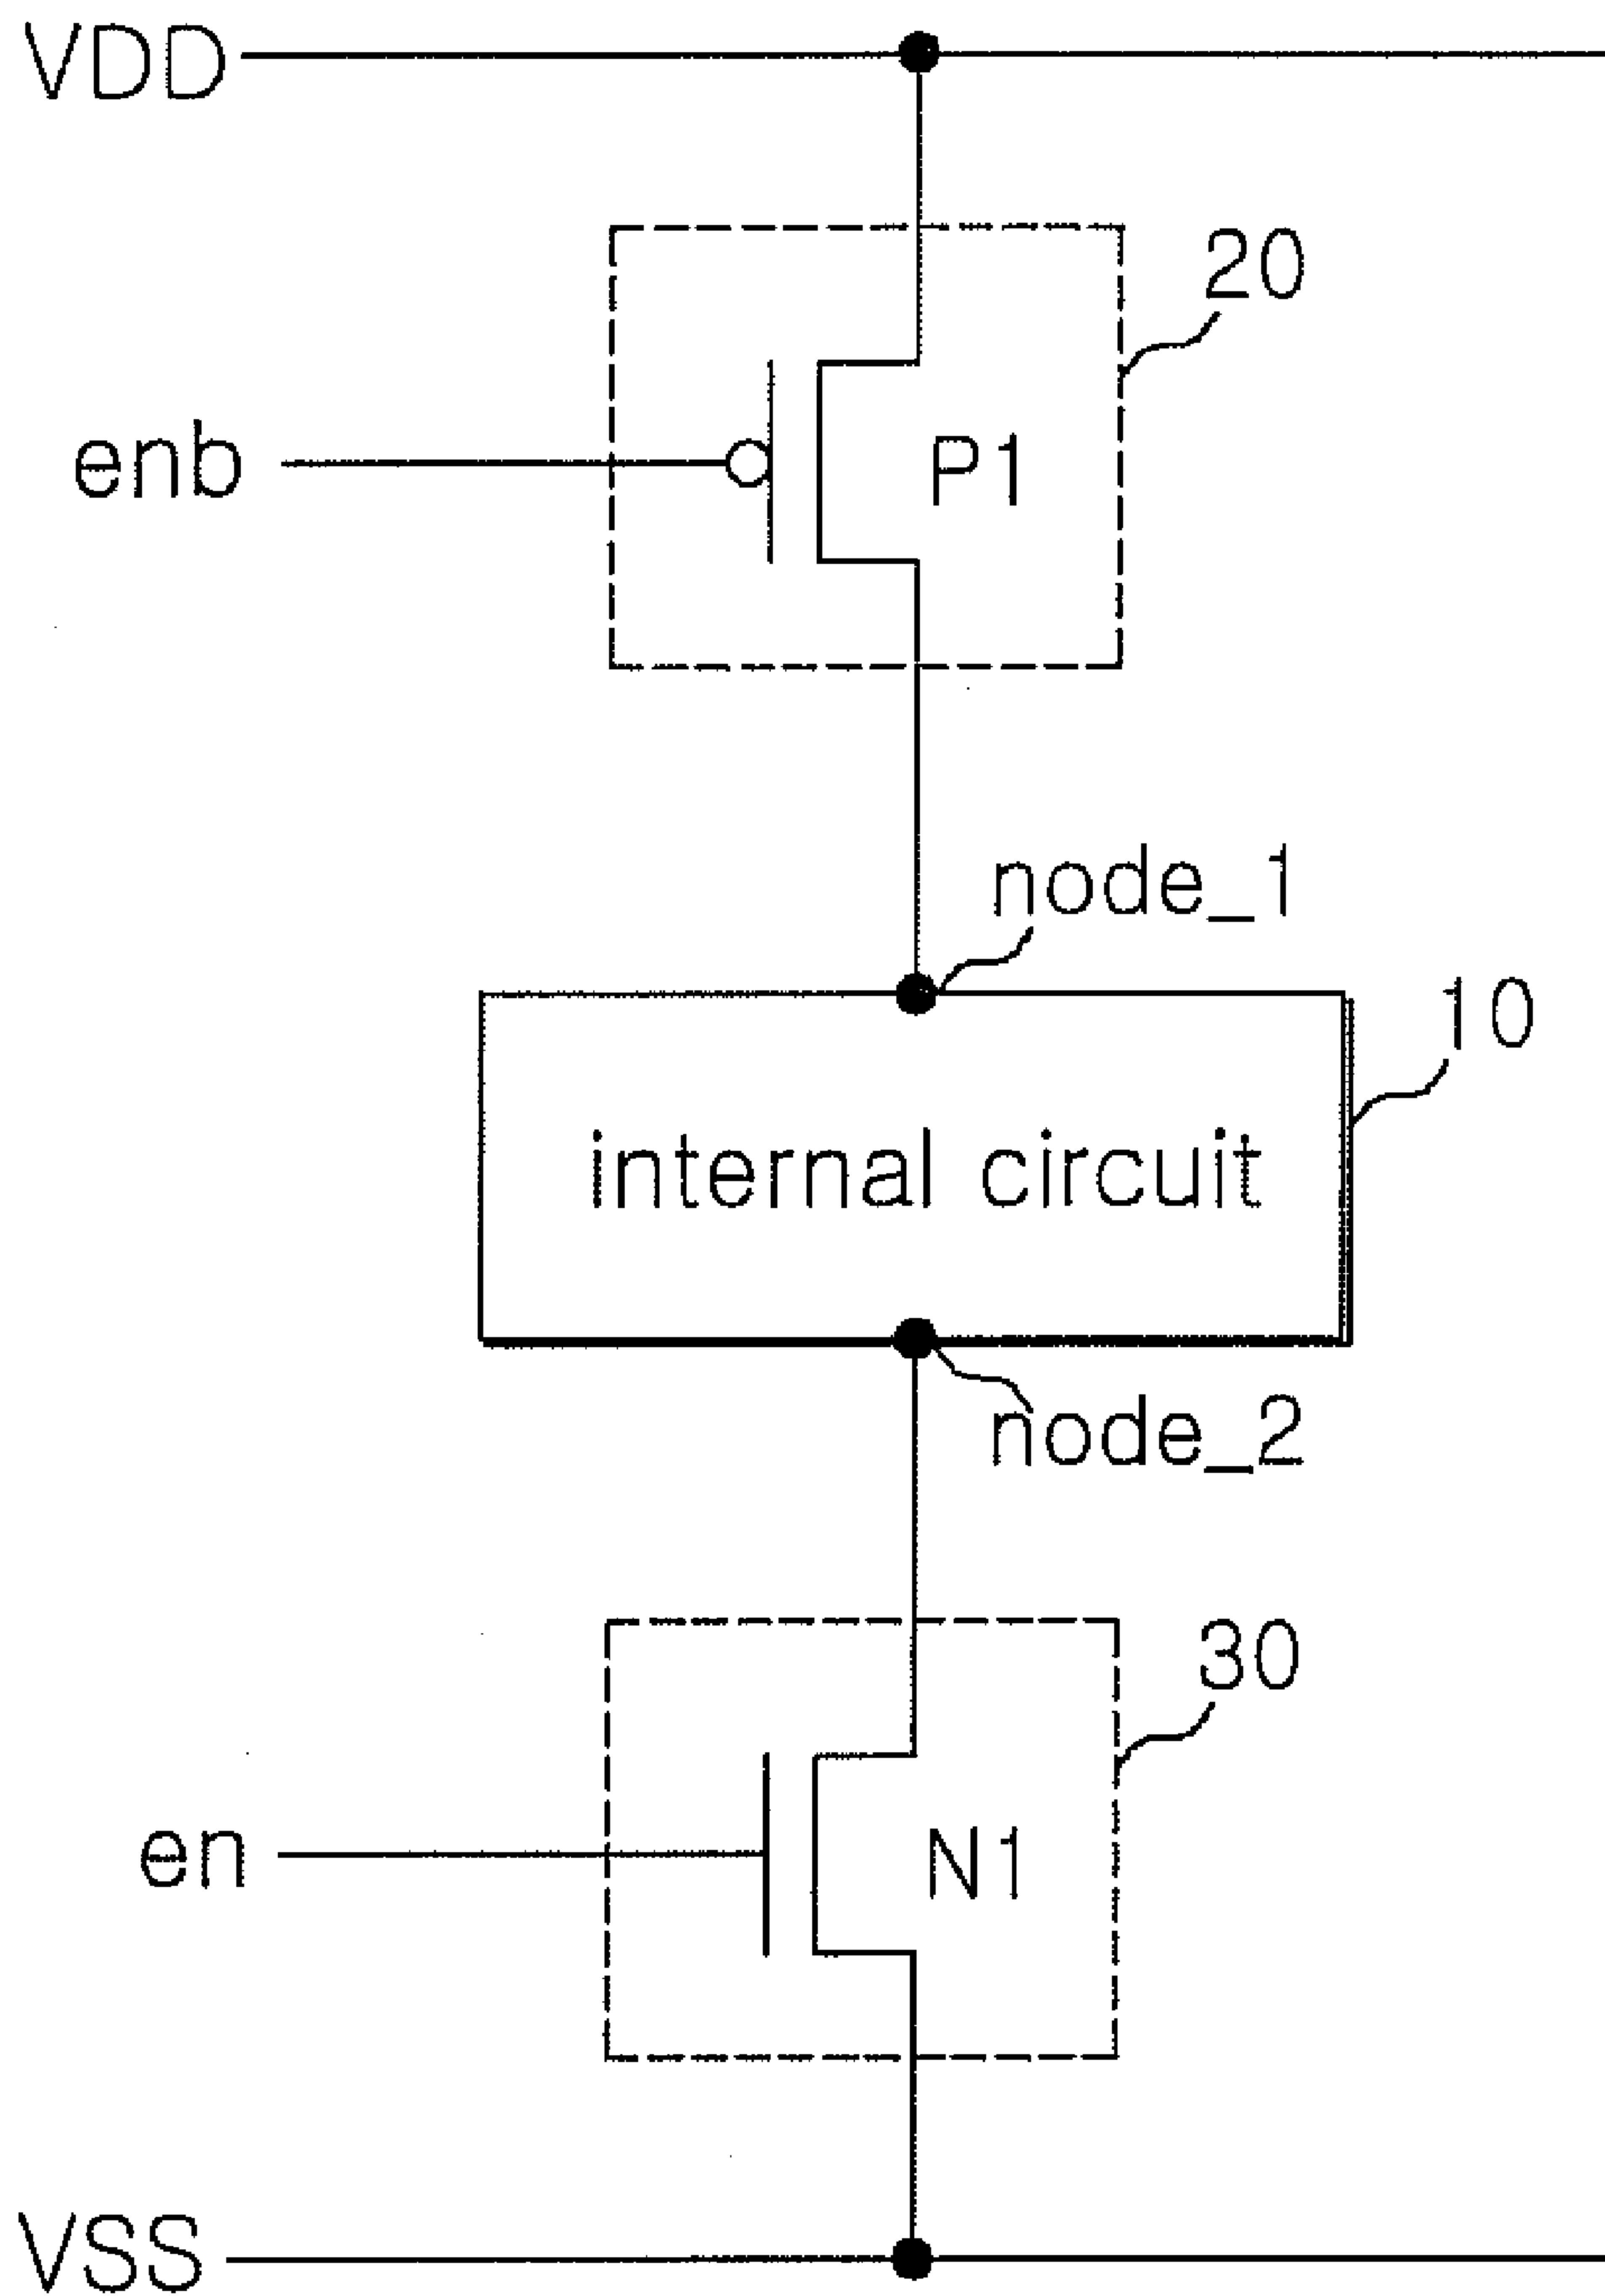 VDD
20
enb
P1
node_1
10
internal circuit
node_2
30
en
N1
VSS